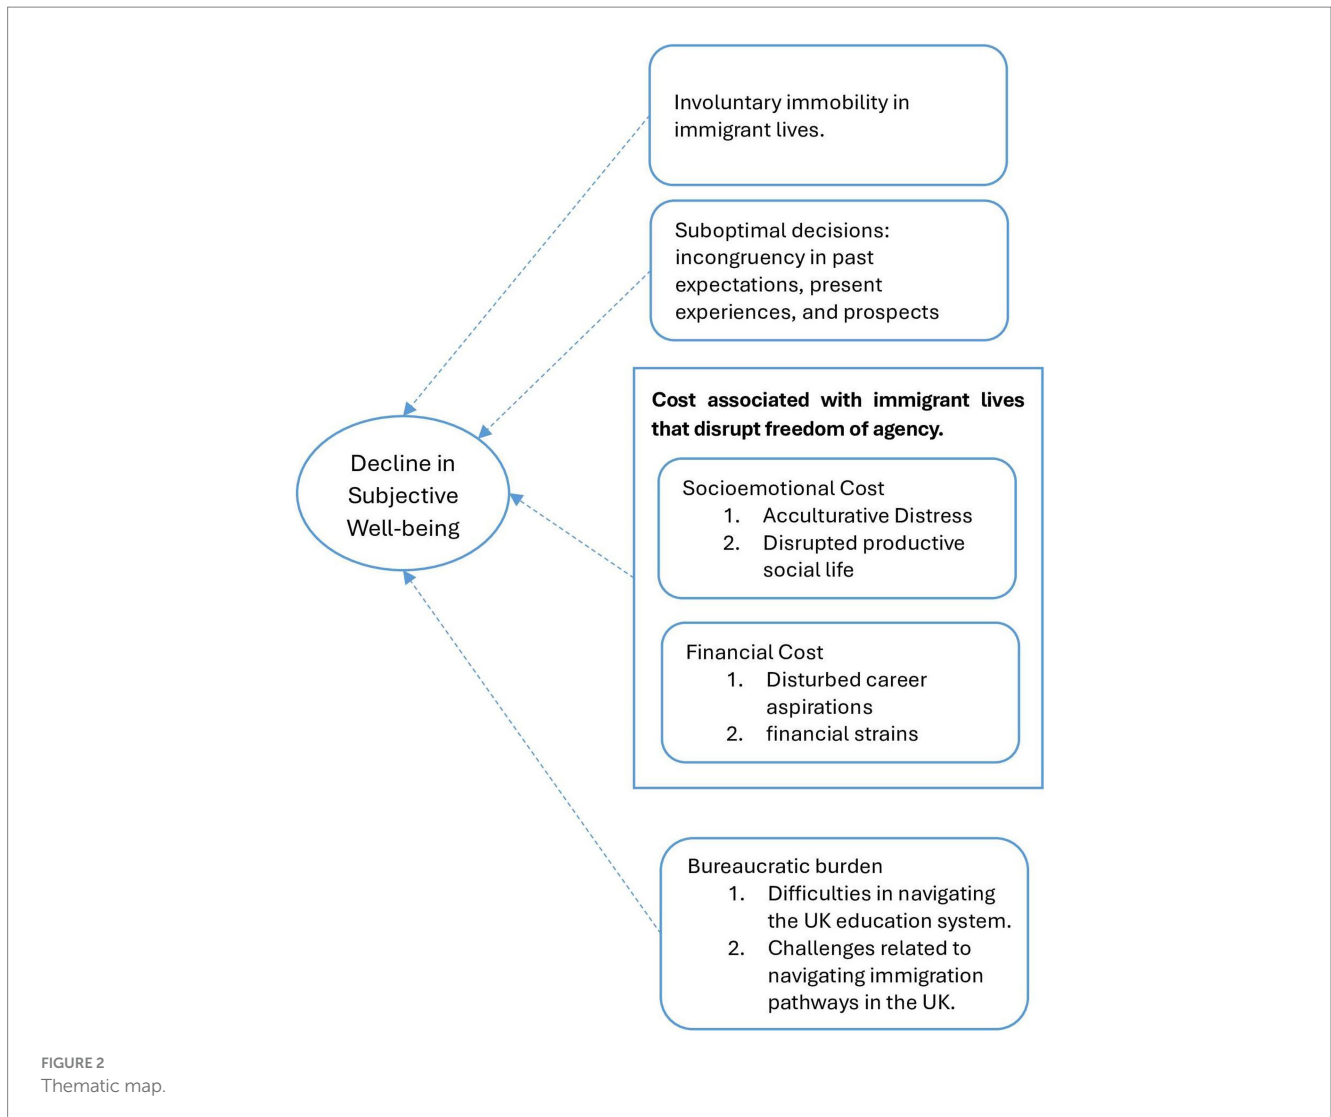 Involuntary immobility in
immigrant lives.
Suboptimal decisions:
incongruency in past
expectations, present
experiences, and prospects
Cost associated with immigrant lives
that disrupt freedom of agency.
Decline in
Subjective
Well-being
Socioemotional Cost
1. Acculturative Distress
2. Disrupted productive
social life
Financial Cost
1. Disturbed career
aspirations
2. financial strains
Bureaucratic burden
1. Difficulties in navigating
the UK education system.
2. Challenges related to
navigating immigration
pathways in the UK.
FIGURE 2
Thematic map.